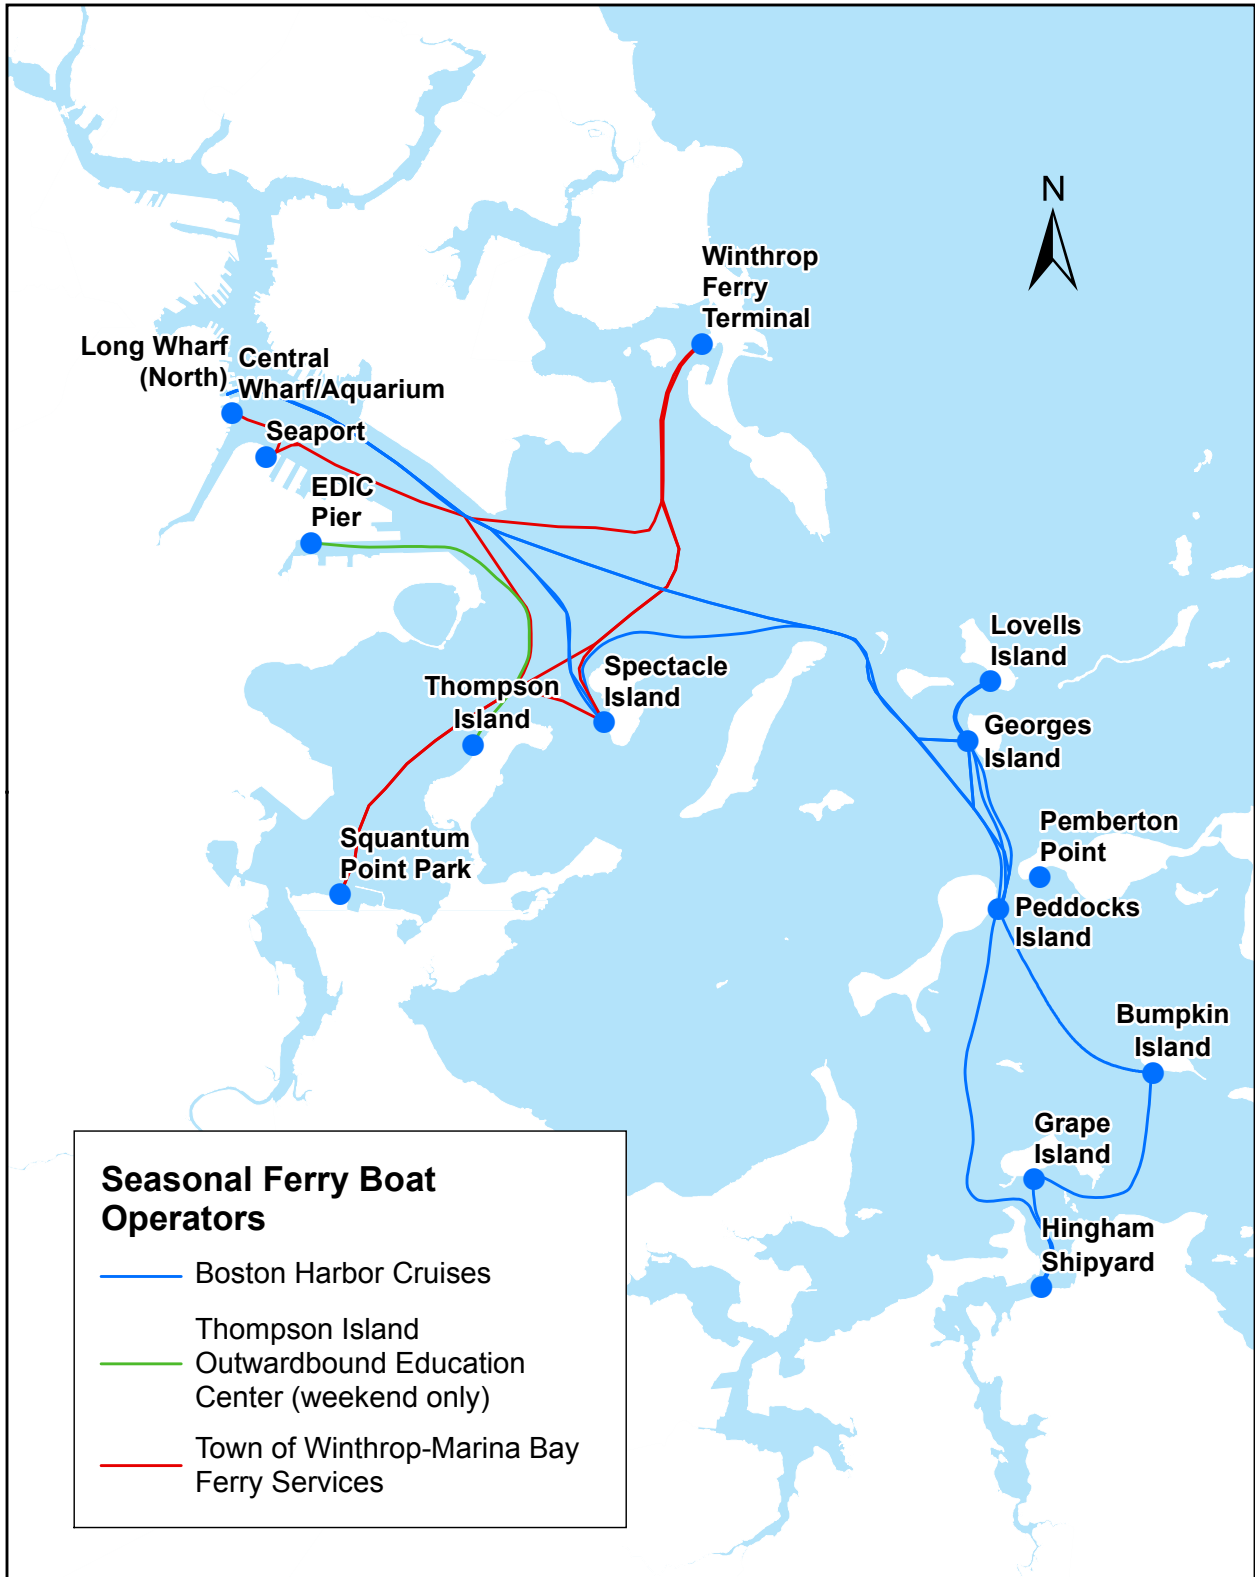 N
Winthrop
Ferry
Terminal
Long Wharf
(North)
Central
Wharf/Aquarium
Seaport
EDIC
Pier
Lovells
Island
Spectacle
Island
Thompson
Island
Georges
Island
Pemberton
Point
Squantum
Point Park
Peddocks
Island
Bumpkin
Island
Grape
Island
Hingham
Shipyard
Seasonal Ferry Boat
Operators
Boston Harbor Cruises
Thompson Island
Outwardbound Education
Center (weekend only)
Town of Winthrop-Marina Bay
Ferry Services